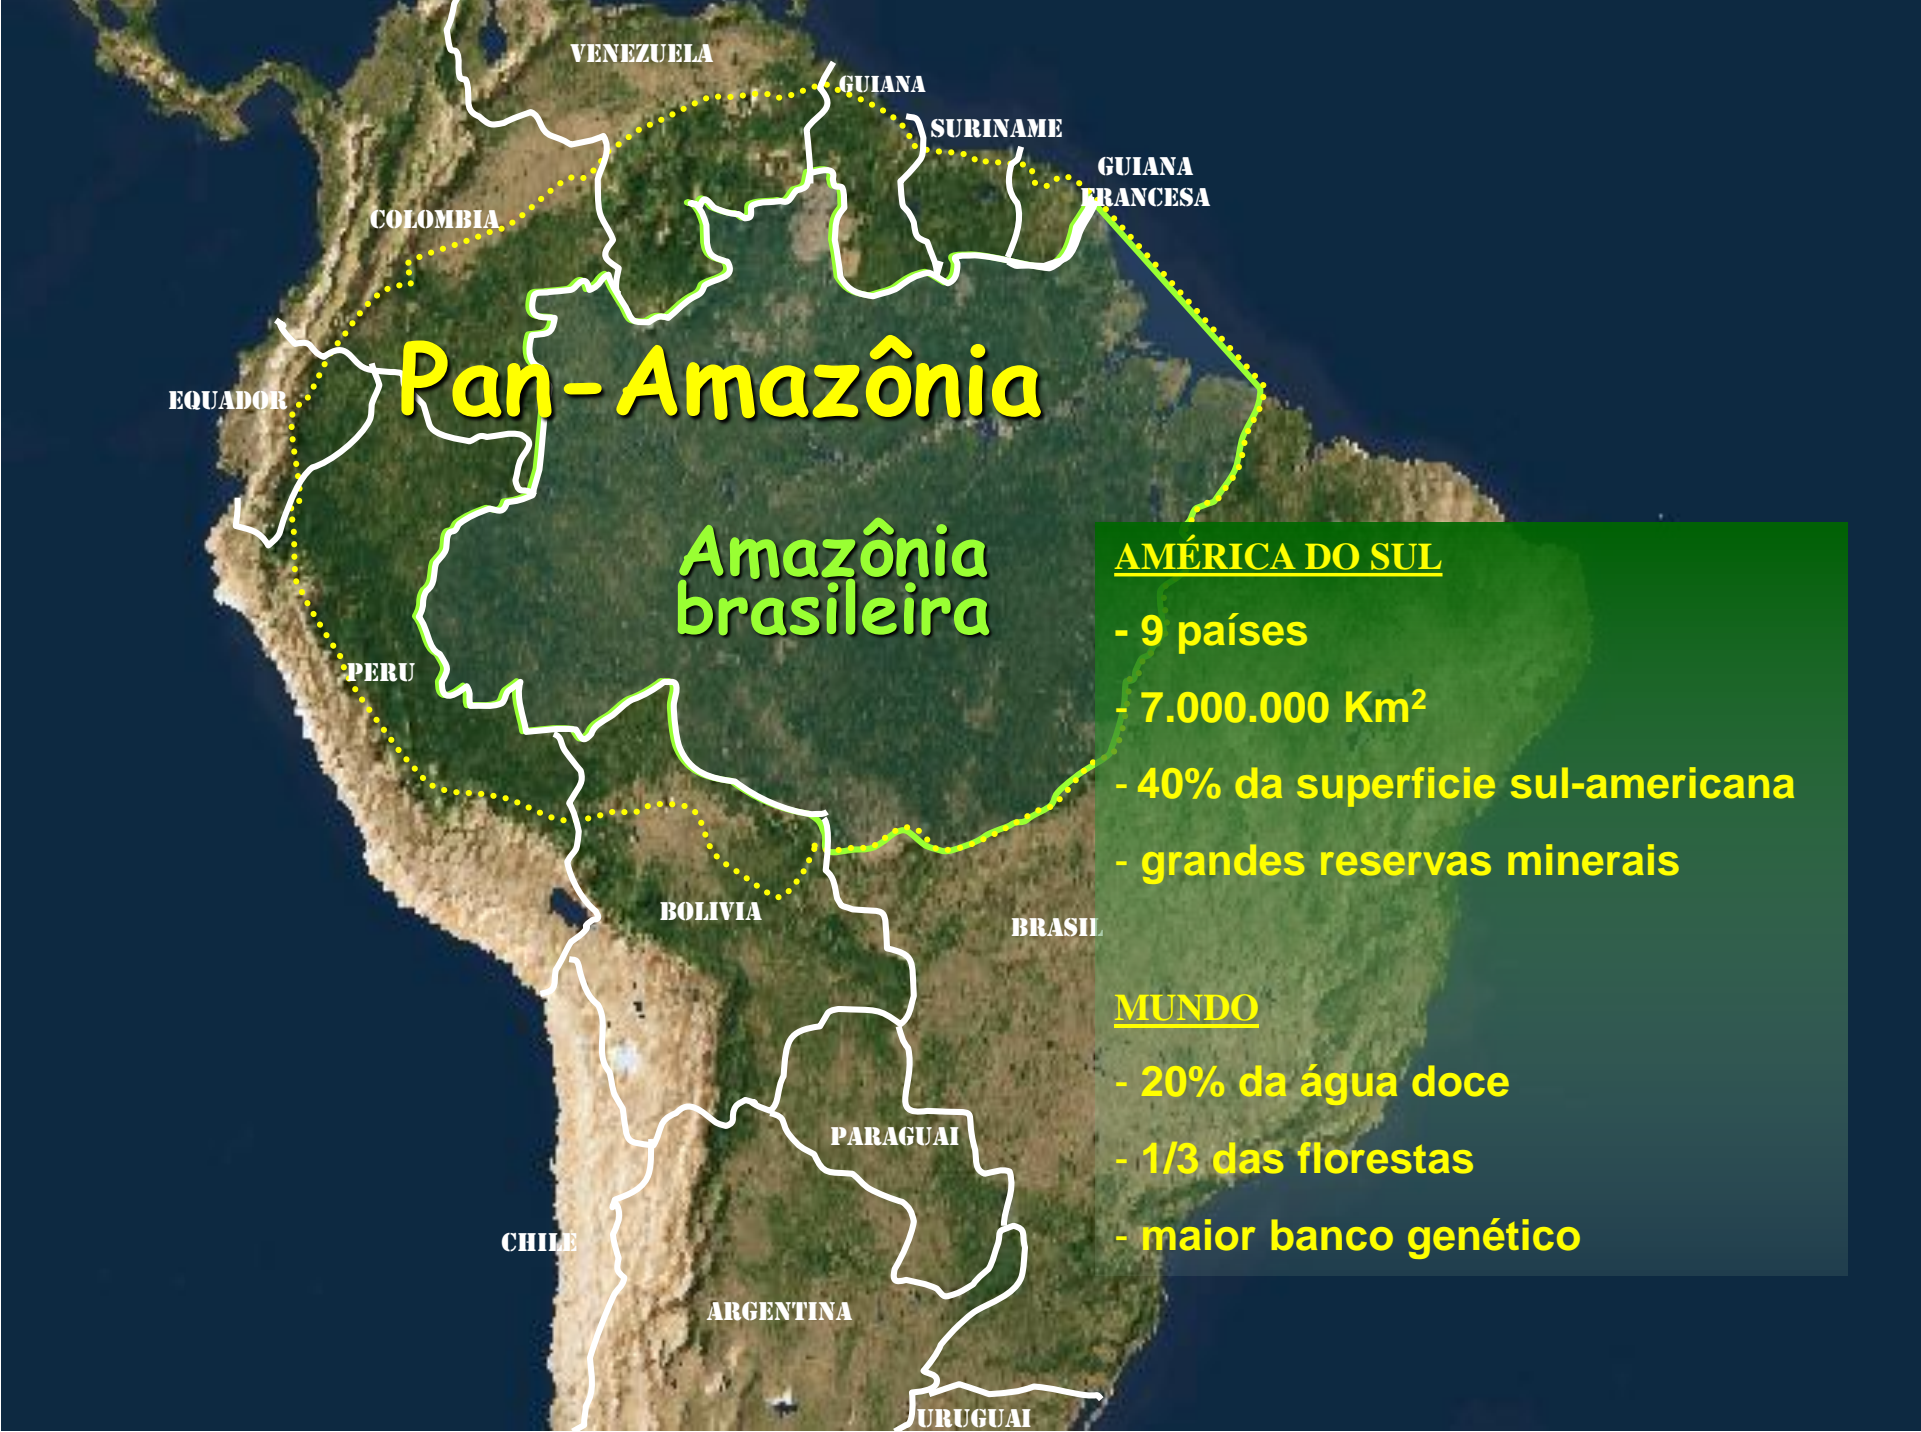 VENEZUELA
GUIANA
SURINAME
GUIANA
FRANCESA
COLOMBIA
Pan-Amazônia
EQUADOR
Amazônia
brasileira
PERU
BOLIVIA
BRASIL
PARAGUAI
CHILE
ARGENTINA
URUGUAI
AMÉRICA DO SUL
- 9 países
- 7.000.000 Km²
- 40% da superficie sul-americana
- grandes reservas minerais
MUNDO
- 20% da água doce
- 1/3 das florestas
- maior banco genético